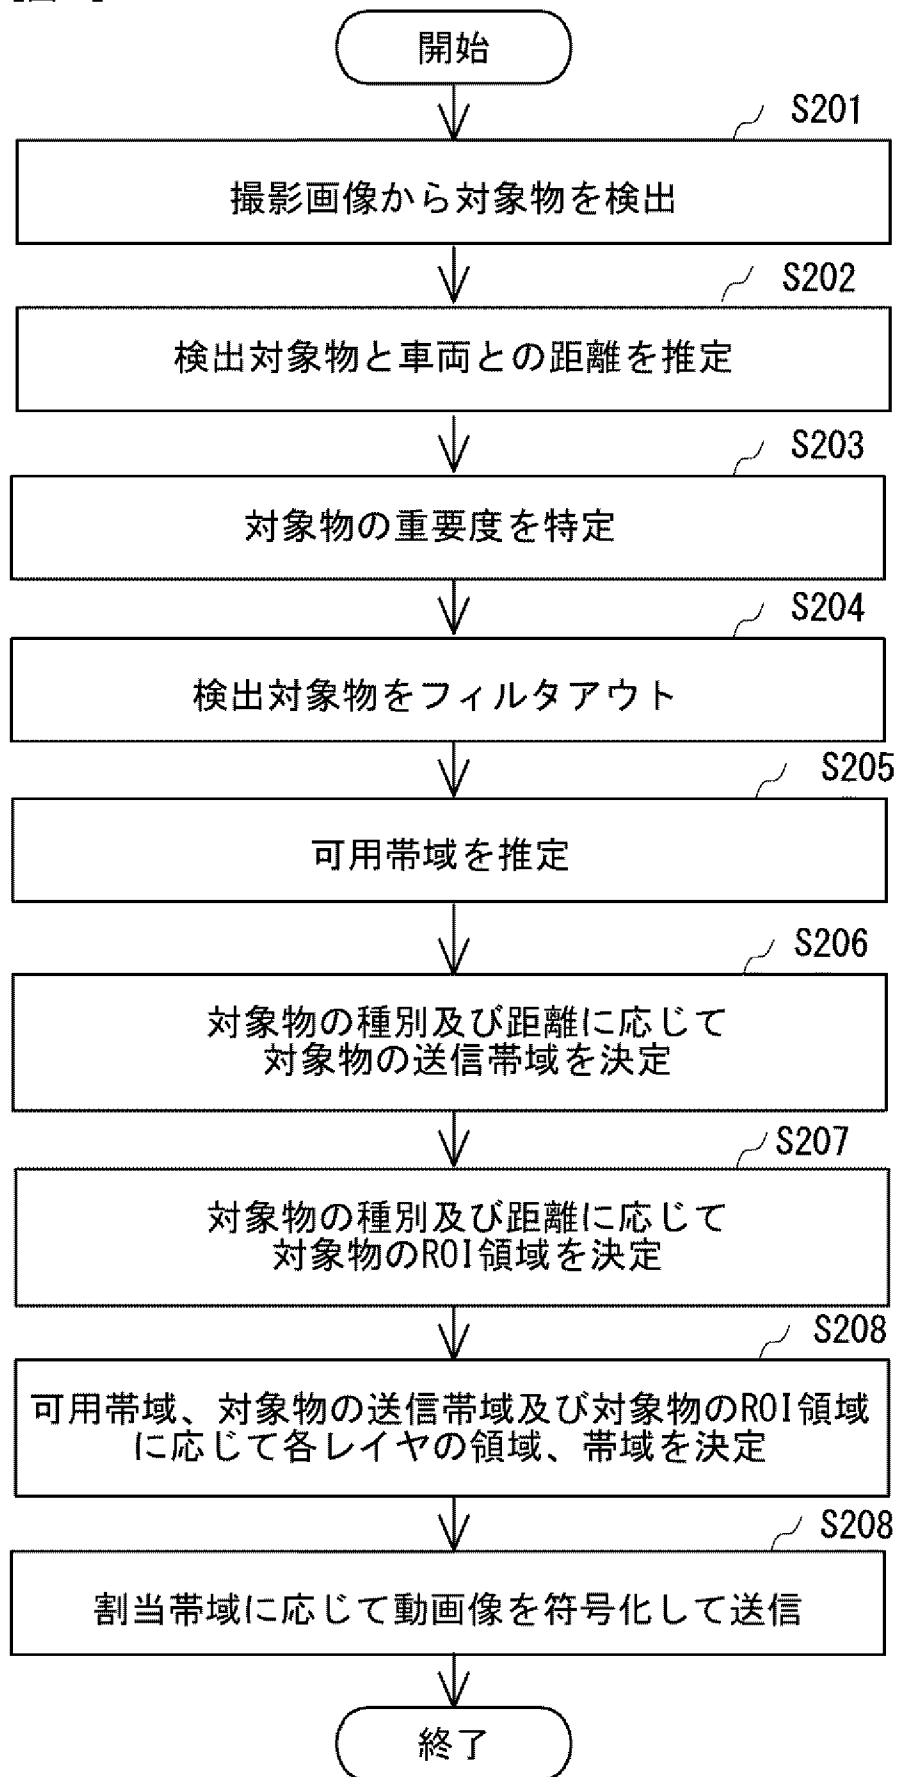 開始
S201
撮影画像から対象物を検出
S202
検出対象物と車両との距離を推定
S203
対象物の重要度を特定
S204
検出対象物をフィルタアウト
S205
可用帯域を推定
S206
対象物の種別及び距離に応じて
対象物の送信帯域を決定
S207
対象物の種別及び距離に応じて
対象物のROI領域を決定
S208
可用帯域、対象物の送信帯域及び対象物のROI領域
に応じて各レイヤの領域、帯域を決定
S208
割当帯域に応じて動画像を符号化して送信
終了